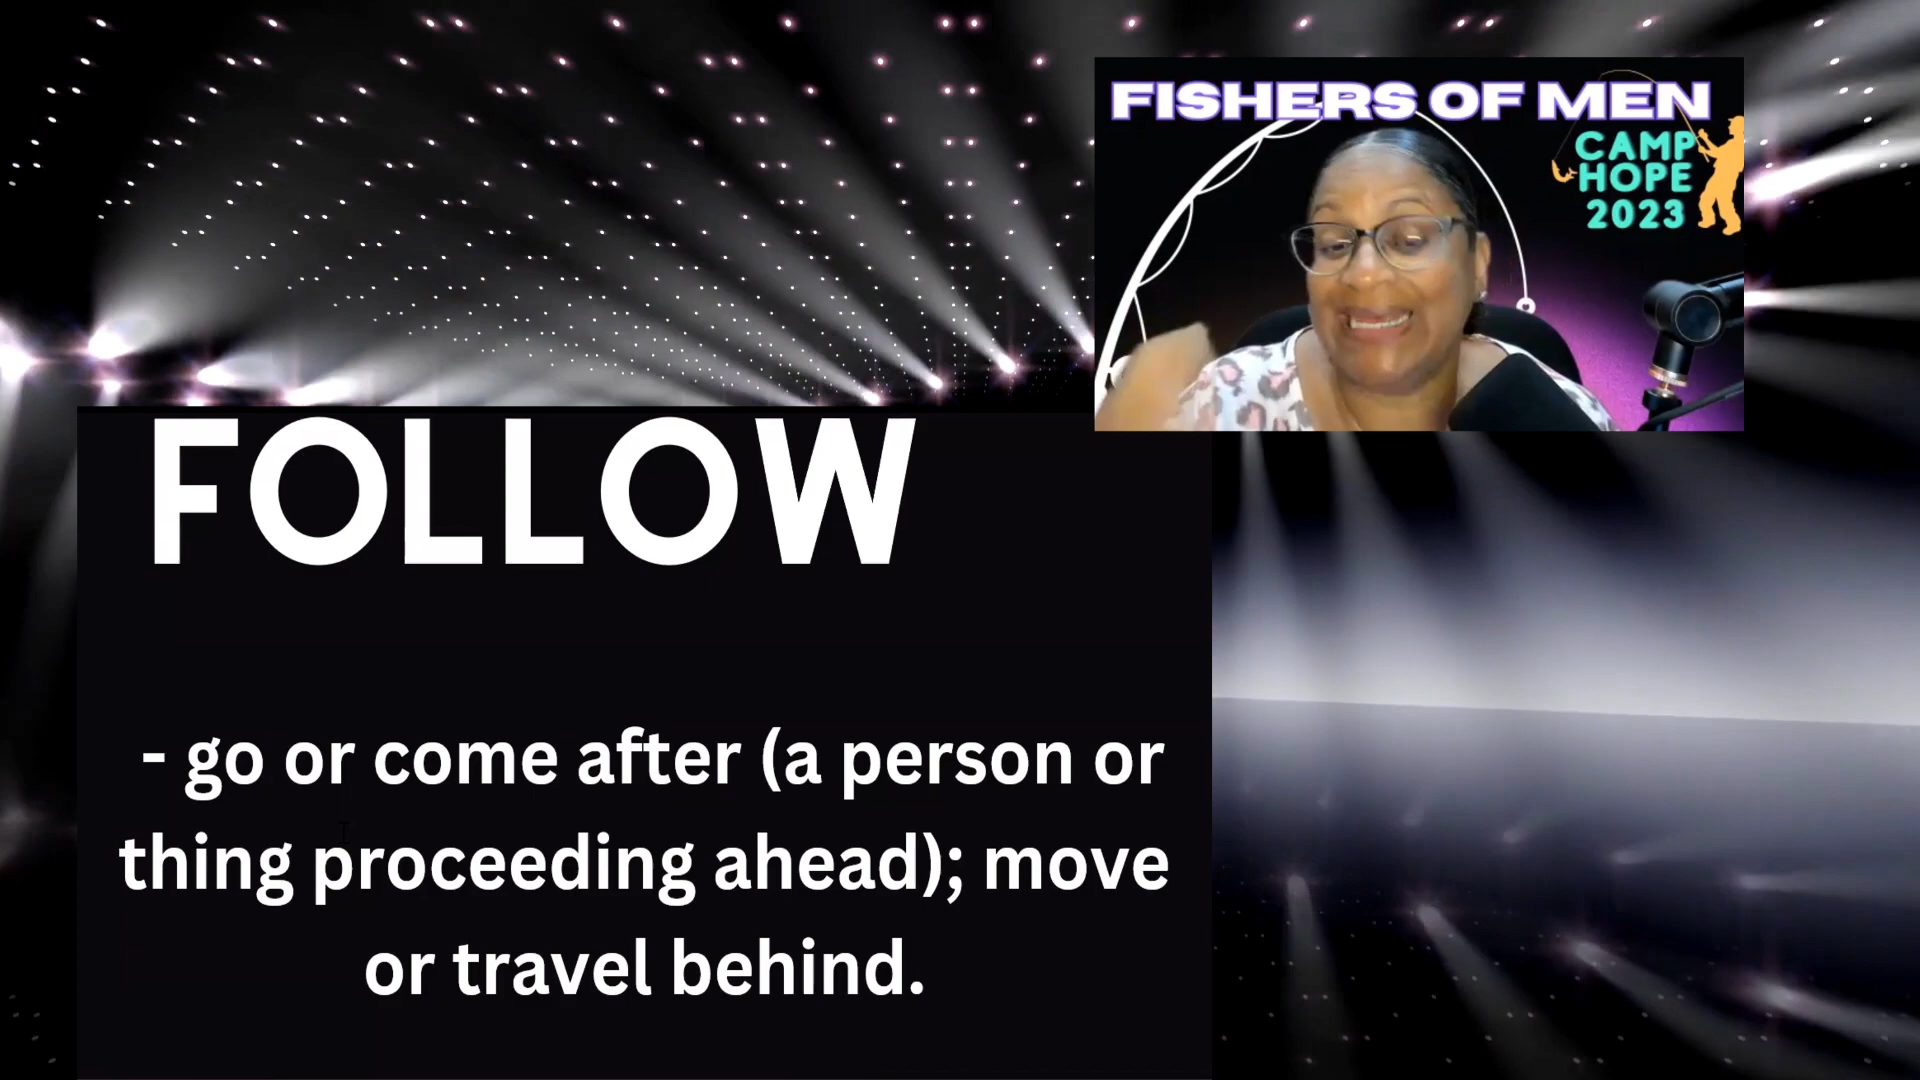 FISHERS OF MEN
CAMP
HOPE
2023
FOLLOW
- go or come after (a person or
thing proceeding ahead); move
or travel behind.